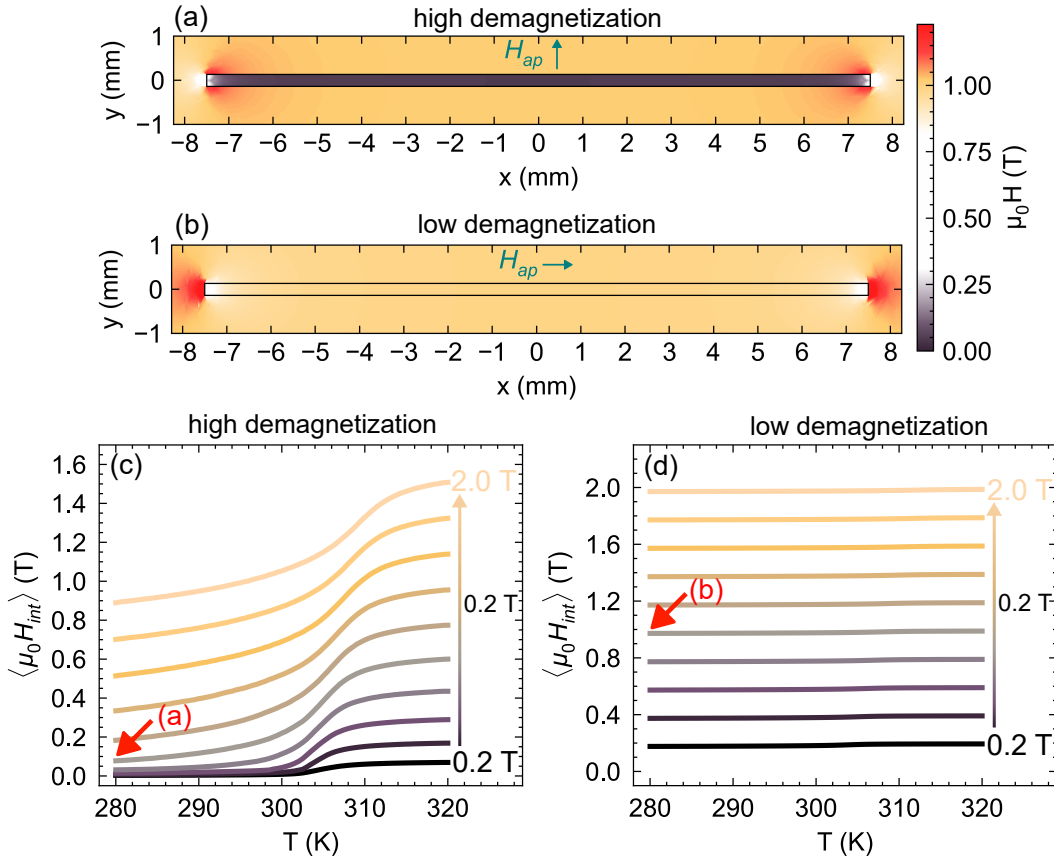 (a) high demagnetization
H_ap
y (mm)
1
0
−1
−8 −7 −6 −5 −4 −3 −2 −1 0 1 2 3 4 5 6 7 8
x (mm)
(b) low demagnetization
H_ap
y (mm)
1
0
−1
−8 −7 −6 −5 −4 −3 −2 −1 0 1 2 3 4 5 6 7 8
x (mm)
1.00
0.75
0.50
0.25
0.00
μ₀H (T)
high demagnetization
(c)
⟨μ₀H_int⟩ (T)
1.6
1.4
1.2
1.0
0.8
0.6
0.4
0.2
0.0
2.0 T
0.2 T
0.2 T
(a)
280 290 300 310 320
T (K)
low demagnetization
(d)
⟨μ₀H_int⟩ (T)
2.0
1.6
1.2
0.8
0.4
0.0
2.0 T
0.2 T
0.2 T
(b)
280 290 300 310 320
T (K)